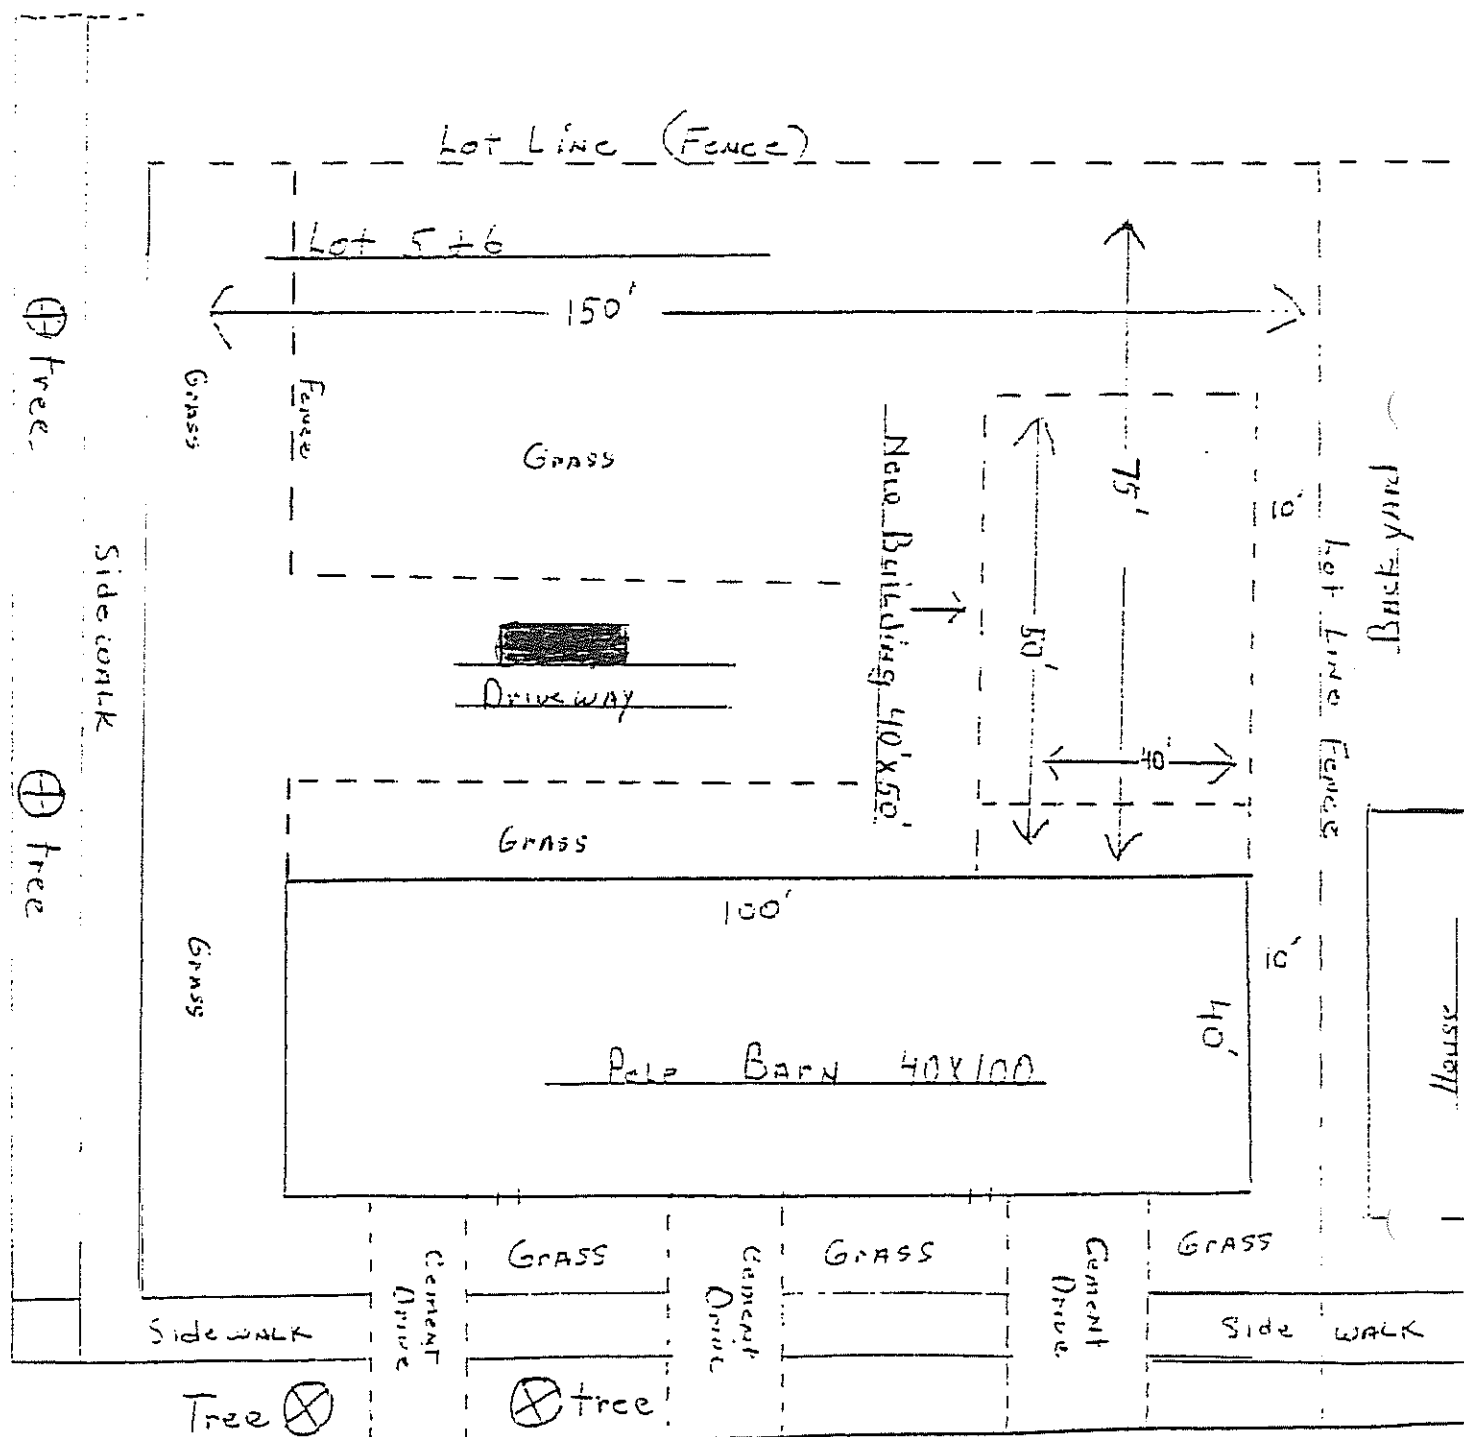 Lot Line (Fence)
Lot 5 + 6
150'
tree.
Grass
Fence
Grass
New Building 40'x50'
75'
50'
40'
10'
Lot Line Fence
Back yard
Sidewalk
Driveway
tree
Grass
100'
Grass
10'
40'
Pole Barn 40X100
House
Cement Drive
Grass
Cement Drive
Grass
Cement Drive
Grass
Sidewalk
Side walk
Tree
tree